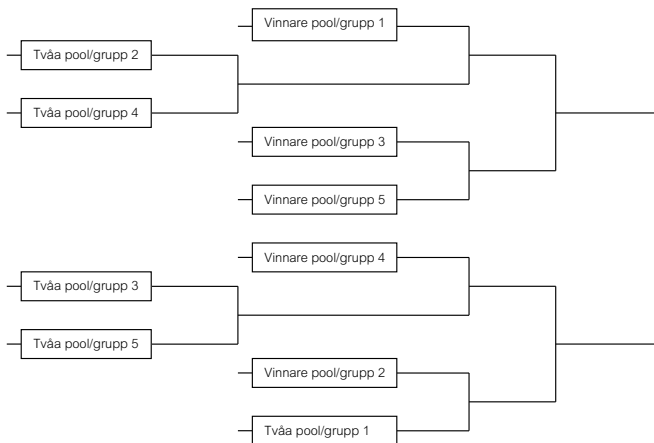 Vinnare pool/grupp 1
Tvåa pool/grupp 2
Tvåa pool/grupp 4
Vinnare pool/grupp 3
Vinnare pool/grupp 5
Vinnare pool/grupp 4
Tvåa pool/grupp 3
Tvåa pool/grupp 5
Vinnare pool/grupp 2
Tvåa pool/grupp 1